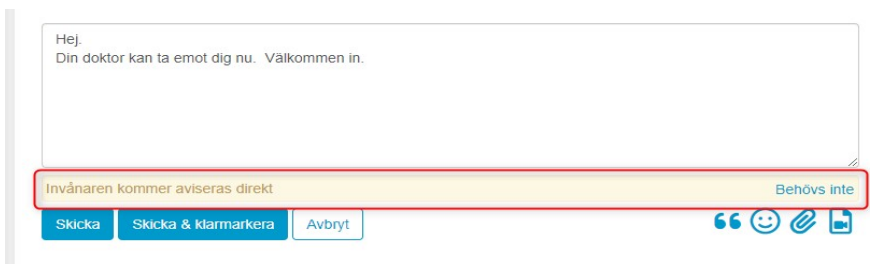 Hej.
Din doktor kan ta emot dig nu.  Välkommen in.
Invånaren kommer aviseras direkt Behövs inte
Skicka Skicka & klarmarkera Avbryt